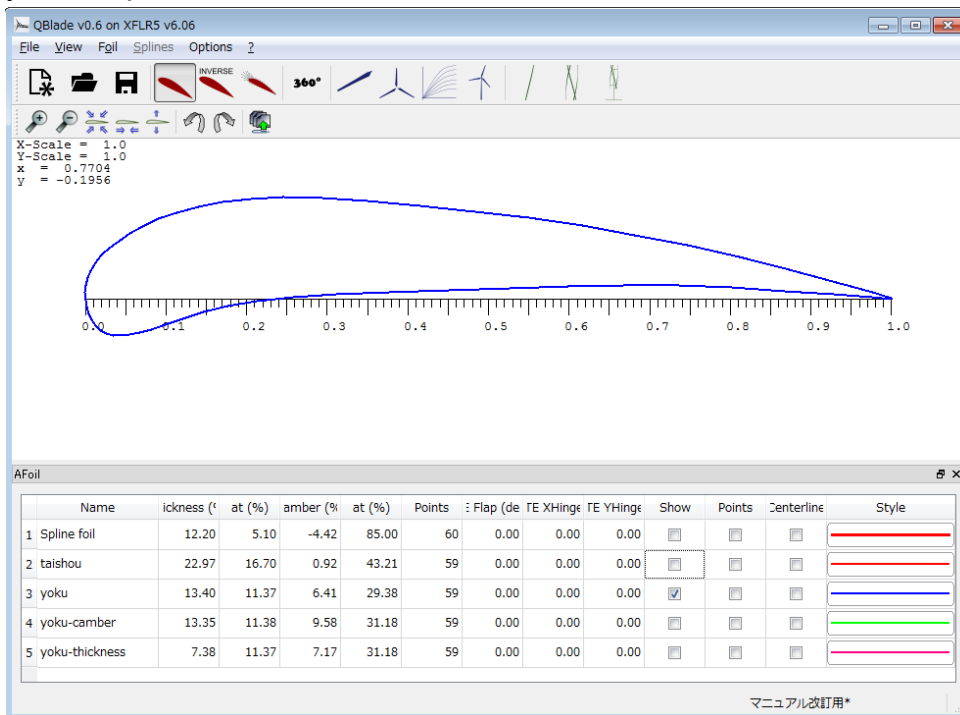 QBlade v0.6 on XFLR5 v6.06
File View Foil Splines Options ?
INVERSE
360°
X-Scale = 1.0
Y-Scale = 1.0
x = 0.7704
y = -0.1956
0.0 0.1 0.2 0.3 0.4 0.5 0.6 0.7 0.8 0.9 1.0
AFoil
Name ickness (% at (%) amber (% at (%) Points E Flap (de TE XHinge TE YHinge Show Points Centerline Style
1 Spline foil 12.20 5.10 -4.42 85.00 60 0.00 0.00 0.00
2 taishou 22.97 16.70 0.92 43.21 59 0.00 0.00 0.00
3 yoku 13.40 11.37 6.41 29.38 59 0.00 0.00 0.00
4 yoku-camber 13.35 11.38 9.58 31.18 59 0.00 0.00 0.00
5 yoku-thickness 7.38 11.37 7.17 31.18 59 0.00 0.00 0.00
マニュアル改訂用*